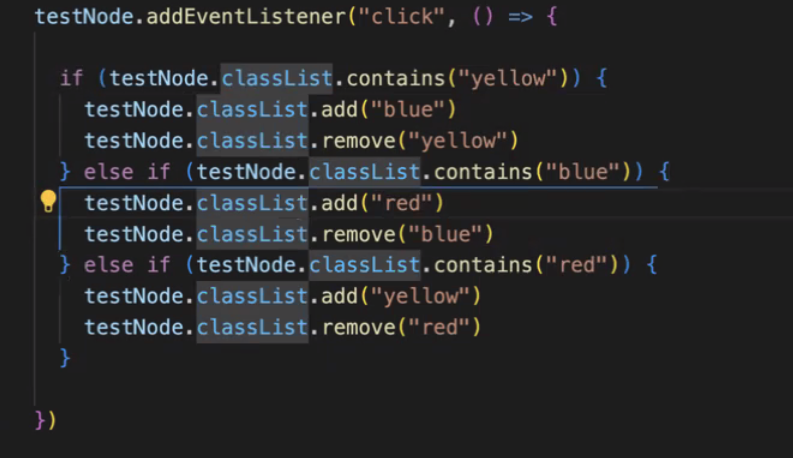 testNode.addEventListener("click", () => {
if (testNode.classList.contains("yellow")) {
testNode.classList.add("blue")
testNode.classList.remove("yellow")
} else if (testNode.classList.contains("blue")) {
testNode.classList.add("red")
testNode.classList.remove("blue")
} else if (testNode.classList.contains("red")) {
testNode.classList.add("yellow")
testNode.classList.remove("red")
}
})